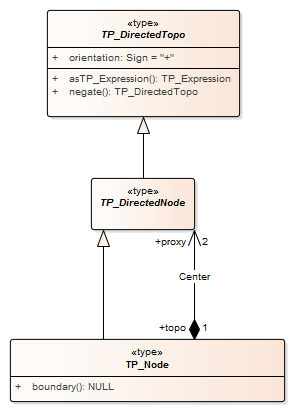 «type»
TP_DirectedTopo
+ orientation: Sign = "+"
+ asTP_Expression(): TP_Expression
+ negate(): TP_DirectedTopo
«type»
TP_DirectedNode
+proxy 2
Center
+topo 1
«type»
TP_Node
+ boundary(): NULL